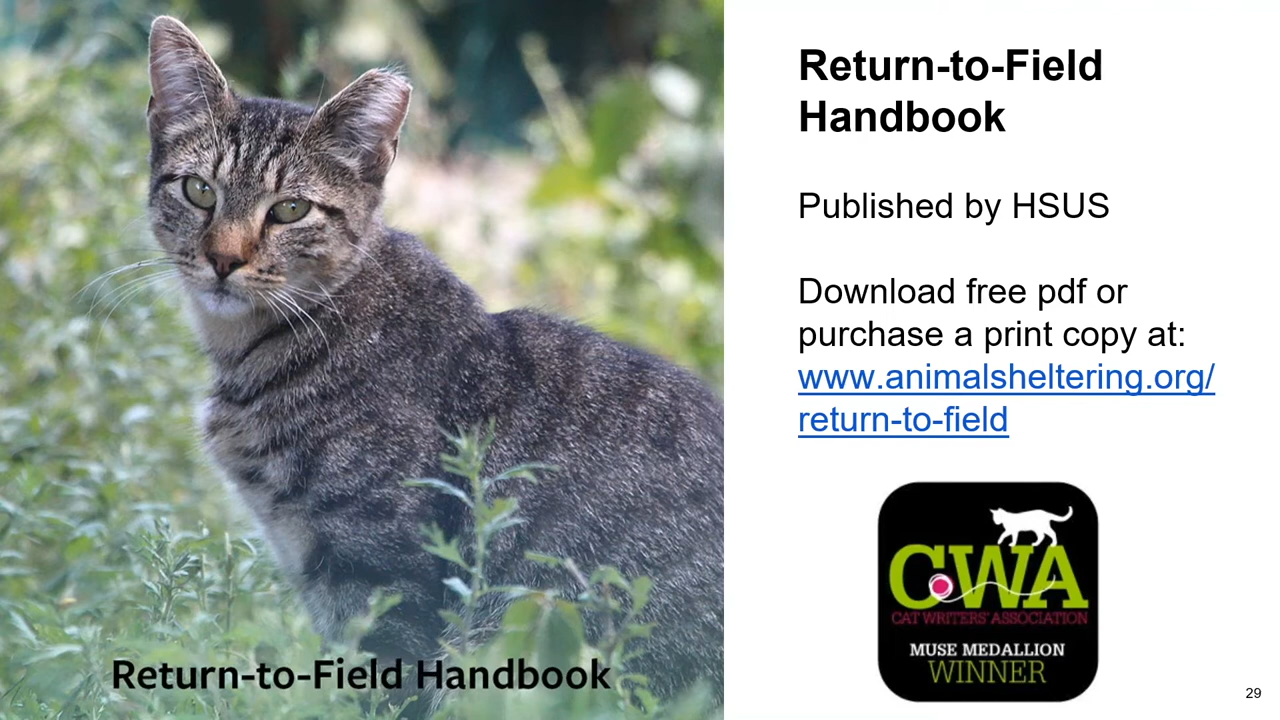 Return-to-Field Handbook
Return-to-Field
Handbook
Published by HSUS
Download free pdf or
purchase a print copy at:
www.animalsheltering.org/
return-to-field
CWA
CAT WRITERS' ASSOCIATION
MUSE MEDALLION
WINNER
29